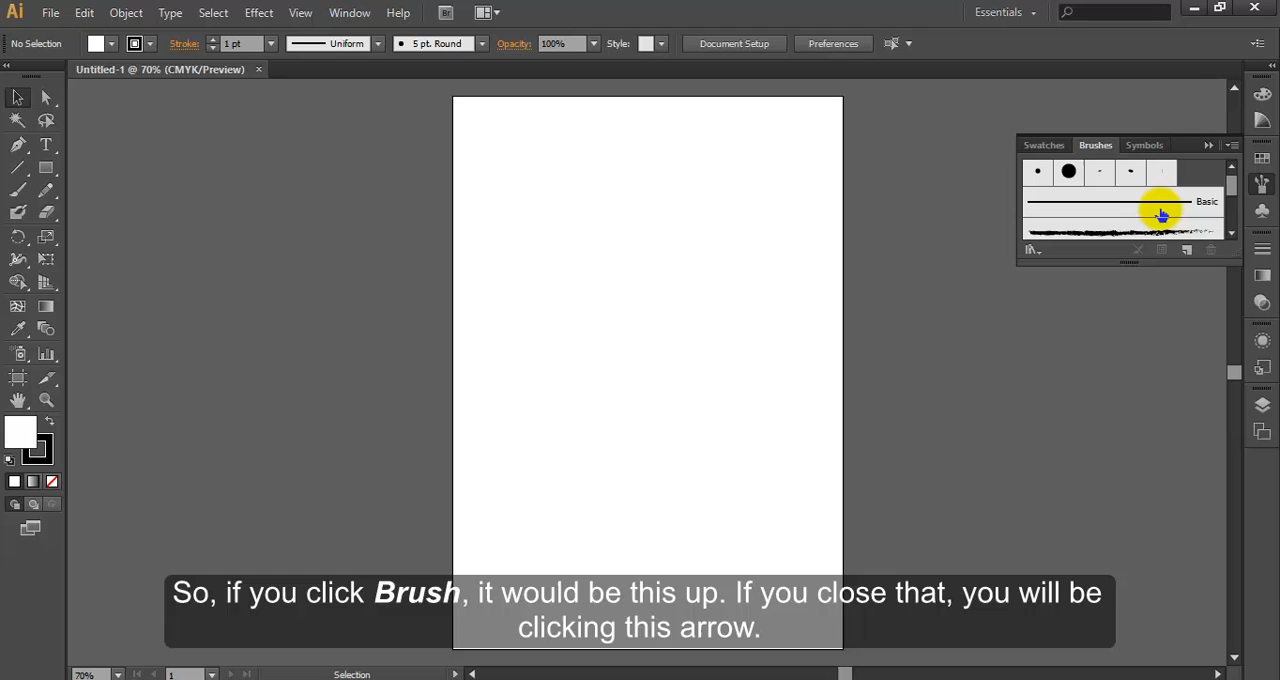 Ai File Edit Object Type Select Effect View Window Help Br Essentials
No Selection Stroke: 1 pt Uniform 5 pt. Round Opacity: 100% Style: Document Setup Preferences
Untitled-1 @ 70% (CMYK/Preview)
Swatches Brushes Symbols
Basic
So, if you click Brush, it would be this up. If you close that, you will be
clicking this arrow.
70% 1 Selection